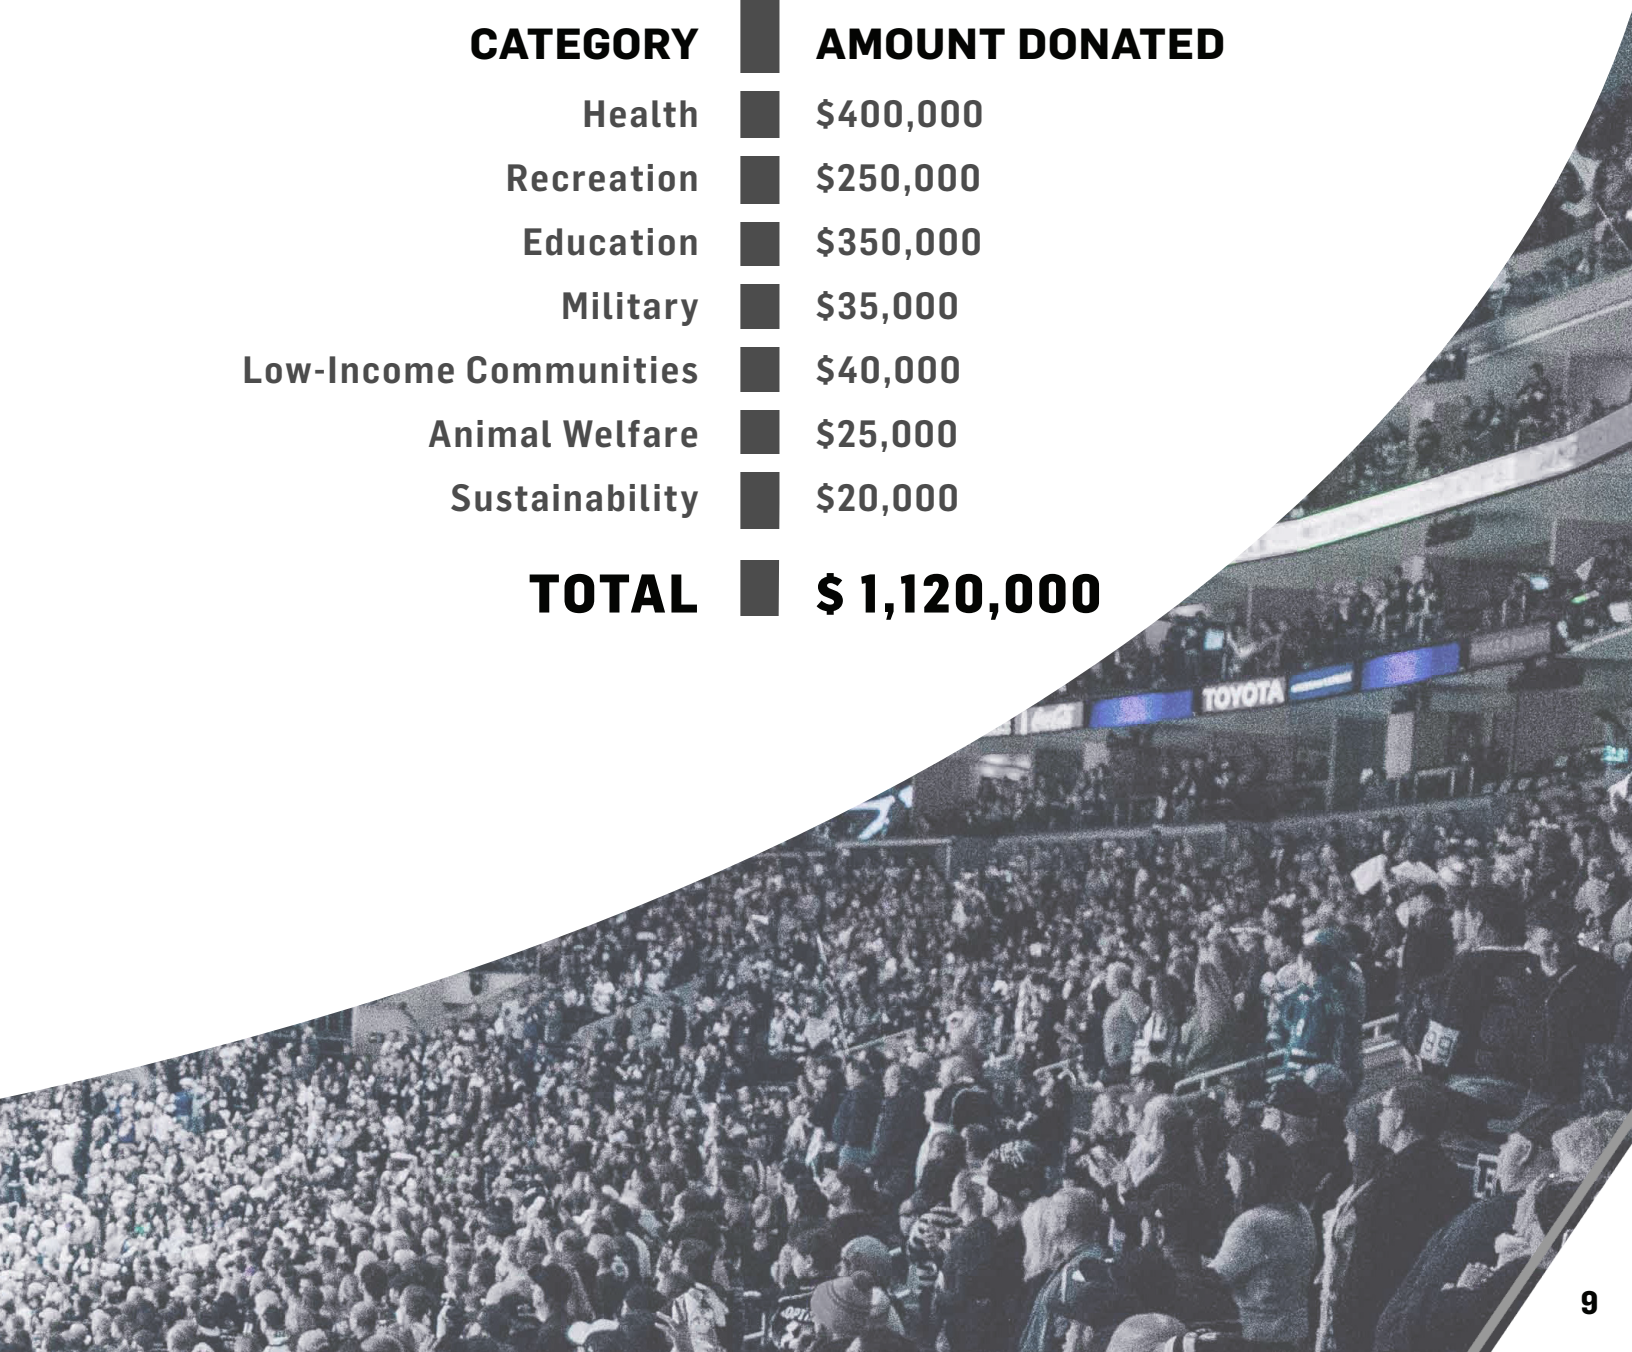 CATEGORY AMOUNT DONATED
Health $400,000
Recreation $250,000
Education $350,000
Military $35,000
Low-Income Communities $40,000
Animal Welfare $25,000
Sustainability $20,000
TOTAL $ 1,120,000
TOYOTA
99
9